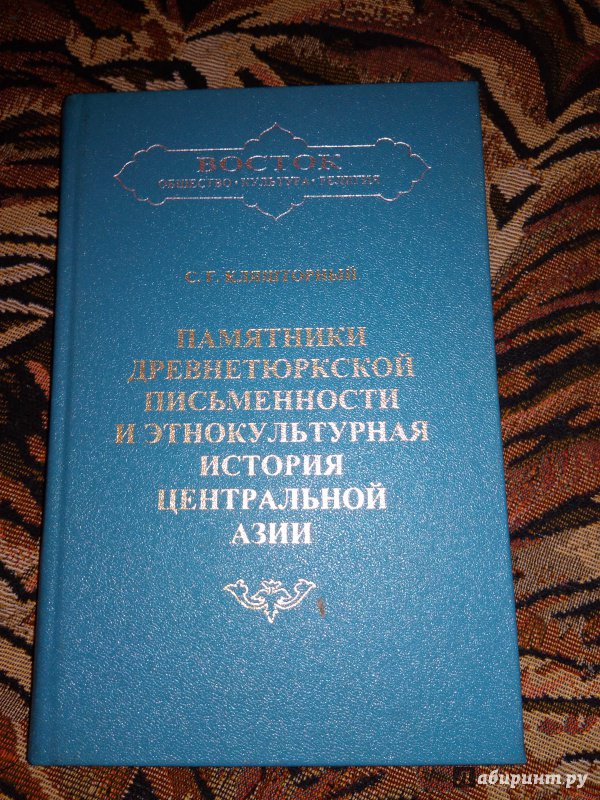 ВОСТОК
ОБЩЕСТВО • КУЛЬТУРА • РЕЛИГИЯ
С. Г. КЛЯШТОРНЫЙ
ПАМЯТНИКИ
ДРЕВНЕТЮРКСКОЙ
ПИСЬМЕННОСТИ
И ЭТНОКУЛЬТУРНАЯ
ИСТОРИЯ
ЦЕНТРАЛЬНОЙ
АЗИИ
Лабиринт.ру